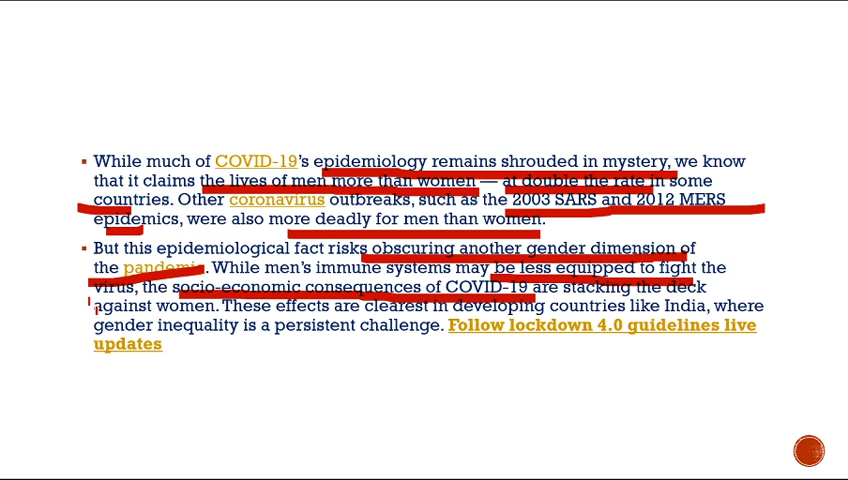 ▪ While much of COVID-19's epidemiology remains shrouded in mystery, we know
that it claims the lives of men more than women — at double the rate in some
countries. Other coronavirus outbreaks, such as the 2003 SARS and 2012 MERS
epidemics, were also more deadly for men than women.
▪ But this epidemiological fact risks obscuring another gender dimension of
the pandemic. While men's immune systems may be less equipped to fight the
virus, the socio-economic consequences of COVID-19 are stacking the deck
against women. These effects are clearest in developing countries like India, where
gender inequality is a persistent challenge. Follow lockdown 4.0 guidelines live
updates